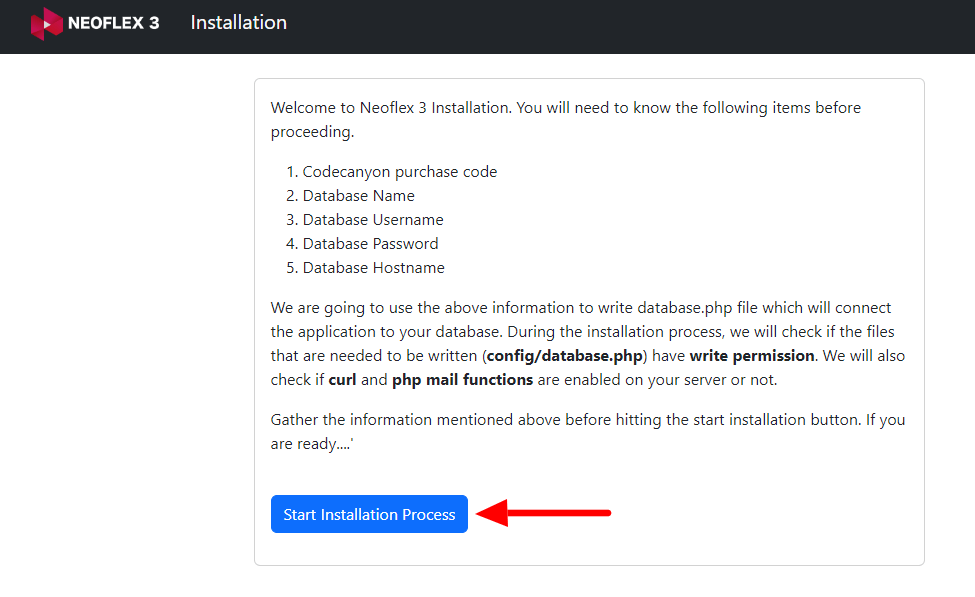 NEOFLEX 3 Installation
Welcome to Neoflex 3 Installation. You will need to know the following items before
proceeding.
1. Codecanyon purchase code
2. Database Name
3. Database Username
4. Database Password
5. Database Hostname
We are going to use the above information to write database.php file which will connect
the application to your database. During the installation process, we will check if the files
that are needed to be written (config/database.php) have write permission. We will also
check if curl and php mail functions are enabled on your server or not.
Gather the information mentioned above before hitting the start installation button. If you
are ready....'
Start Installation Process